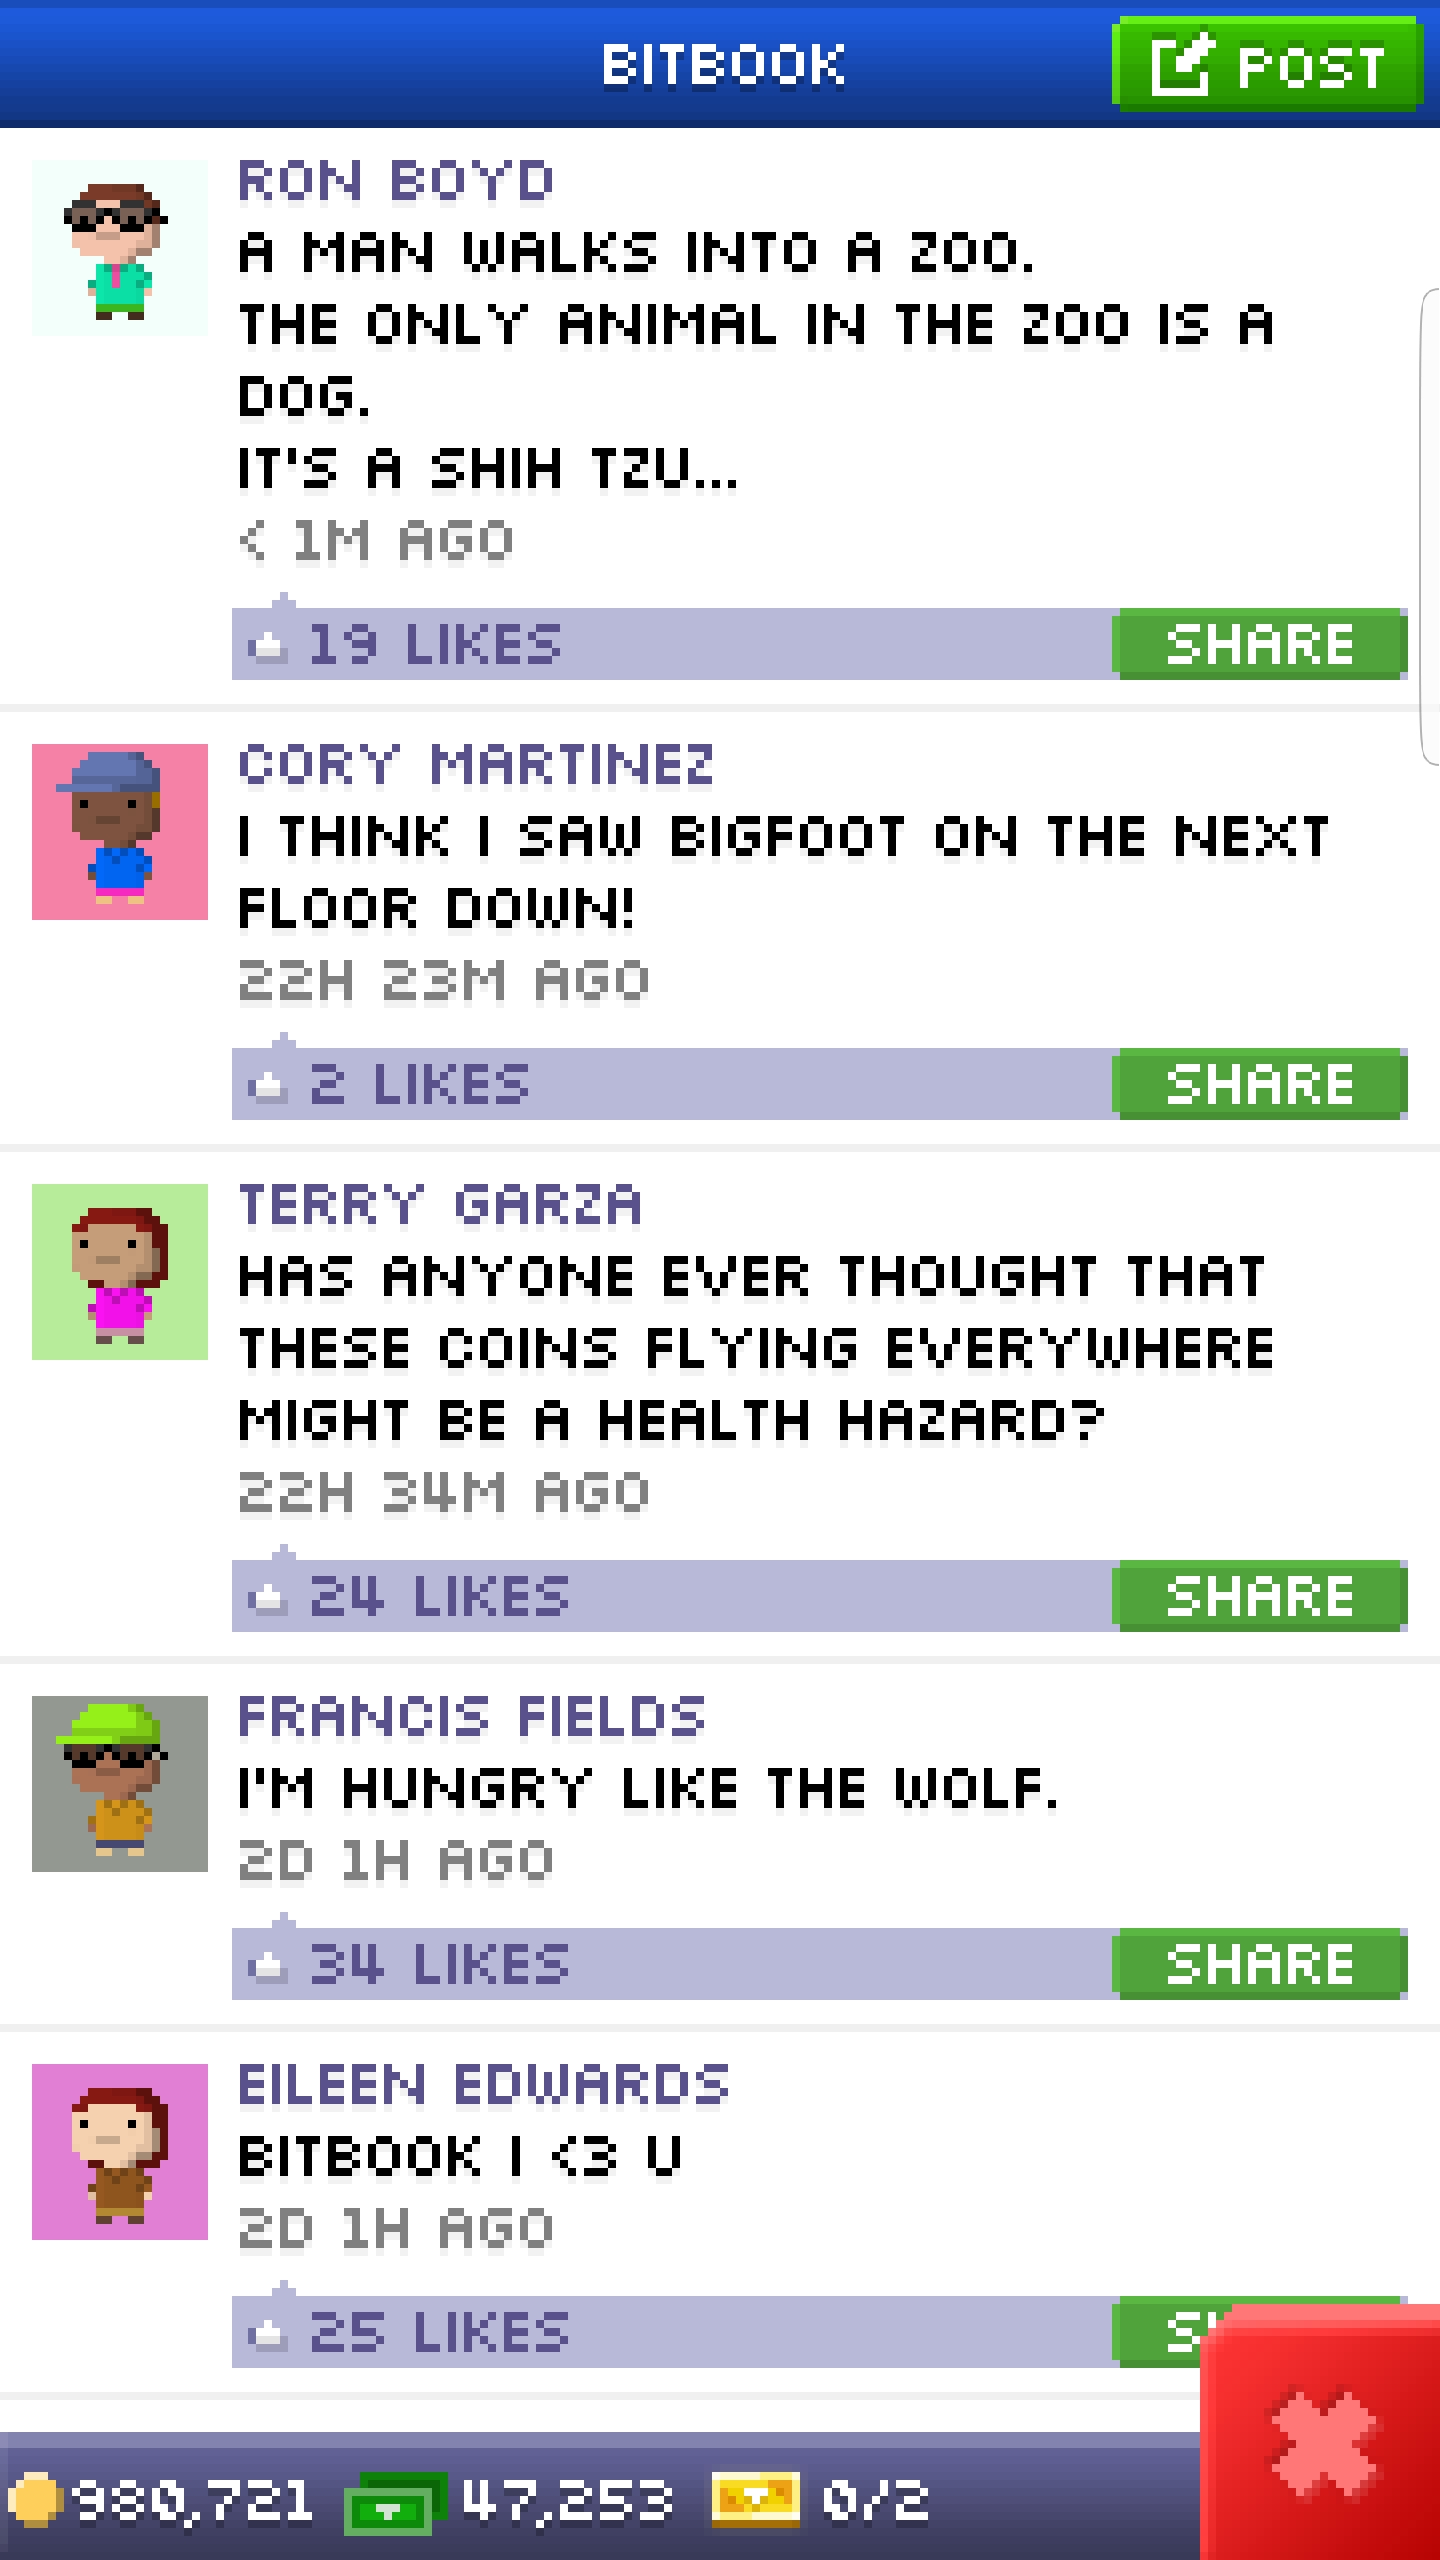 BITBOOK
POST
RON BOYD
A MAN WALKS INTO A ZOO.
THE ONLY ANIMAL IN THE ZOO IS A
DOG.
IT'S A SHIH TZU...
< 1M AGO
19 LIKES
SHARE
CORY MARTINEZ
I THINK I SAW BIGFOOT ON THE NEXT
FLOOR DOWN!
22H 23M AGO
2 LIKES
SHARE
TERRY GARZA
HAS ANYONE EVER THOUGHT THAT
THESE COINS FLYING EVERYWHERE
MIGHT BE A HEALTH HAZARD?
22H 34M AGO
24 LIKES
SHARE
FRANCIS FIELDS
I'M HUNGRY LIKE THE WOLF.
2D 1H AGO
34 LIKES
SHARE
EILEEN EDWARDS
BITBOOK I <3 U
2D 1H AGO
25 LIKES
980,721
47,253
0/2